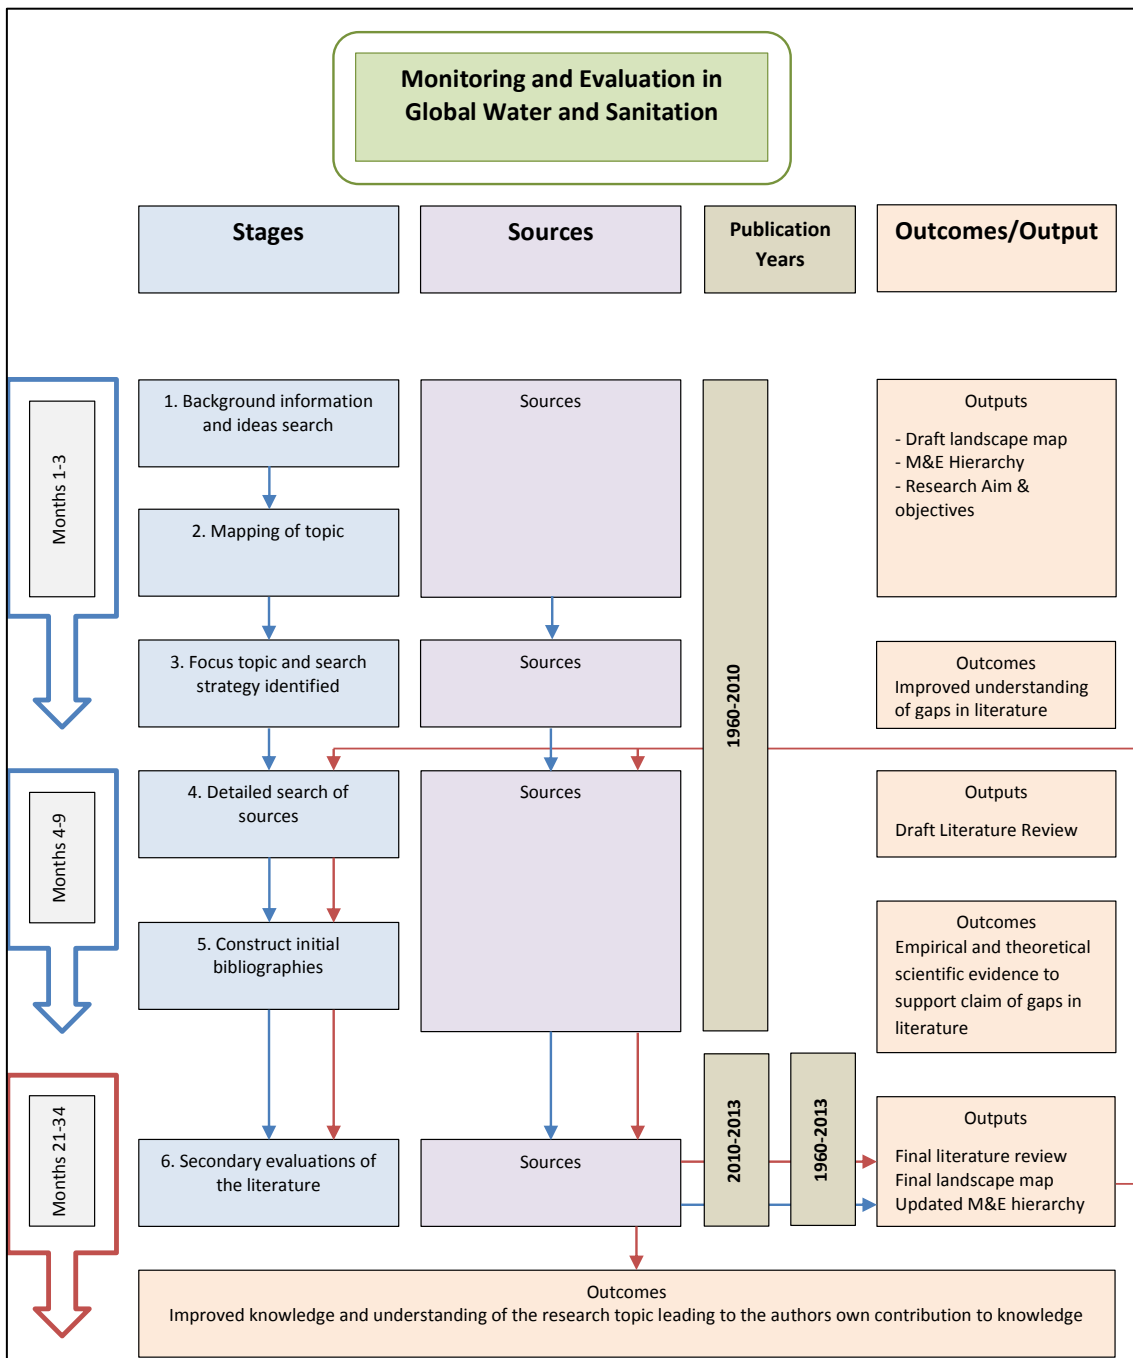 Monitoring and Evaluation in
Global Water and Sanitation
Stages
Sources
Publication
Years
Outcomes/Output
Months 1-3
1. Background information
and ideas search
Sources
Outputs
- Draft landscape map
- M&E Hierarchy
- Research Aim &
objectives
2. Mapping of topic
3. Focus topic and search
strategy identified
Sources
1960-2010
Outcomes
Improved understanding
of gaps in literature
Months 4-9
4. Detailed search of
sources
Sources
Outputs
Draft Literature Review
5. Construct initial
bibliographies
Outcomes
Empirical and theoretical
scientific evidence to
support claim of gaps in
literature
Months 21-34
6. Secondary evaluations of
the literature
Sources
2010-2013
1960-2013
Outputs
Final literature review
Final landscape map
Updated M&E hierarchy
Outcomes
Improved knowledge and understanding of the research topic leading to the authors own contribution to knowledge